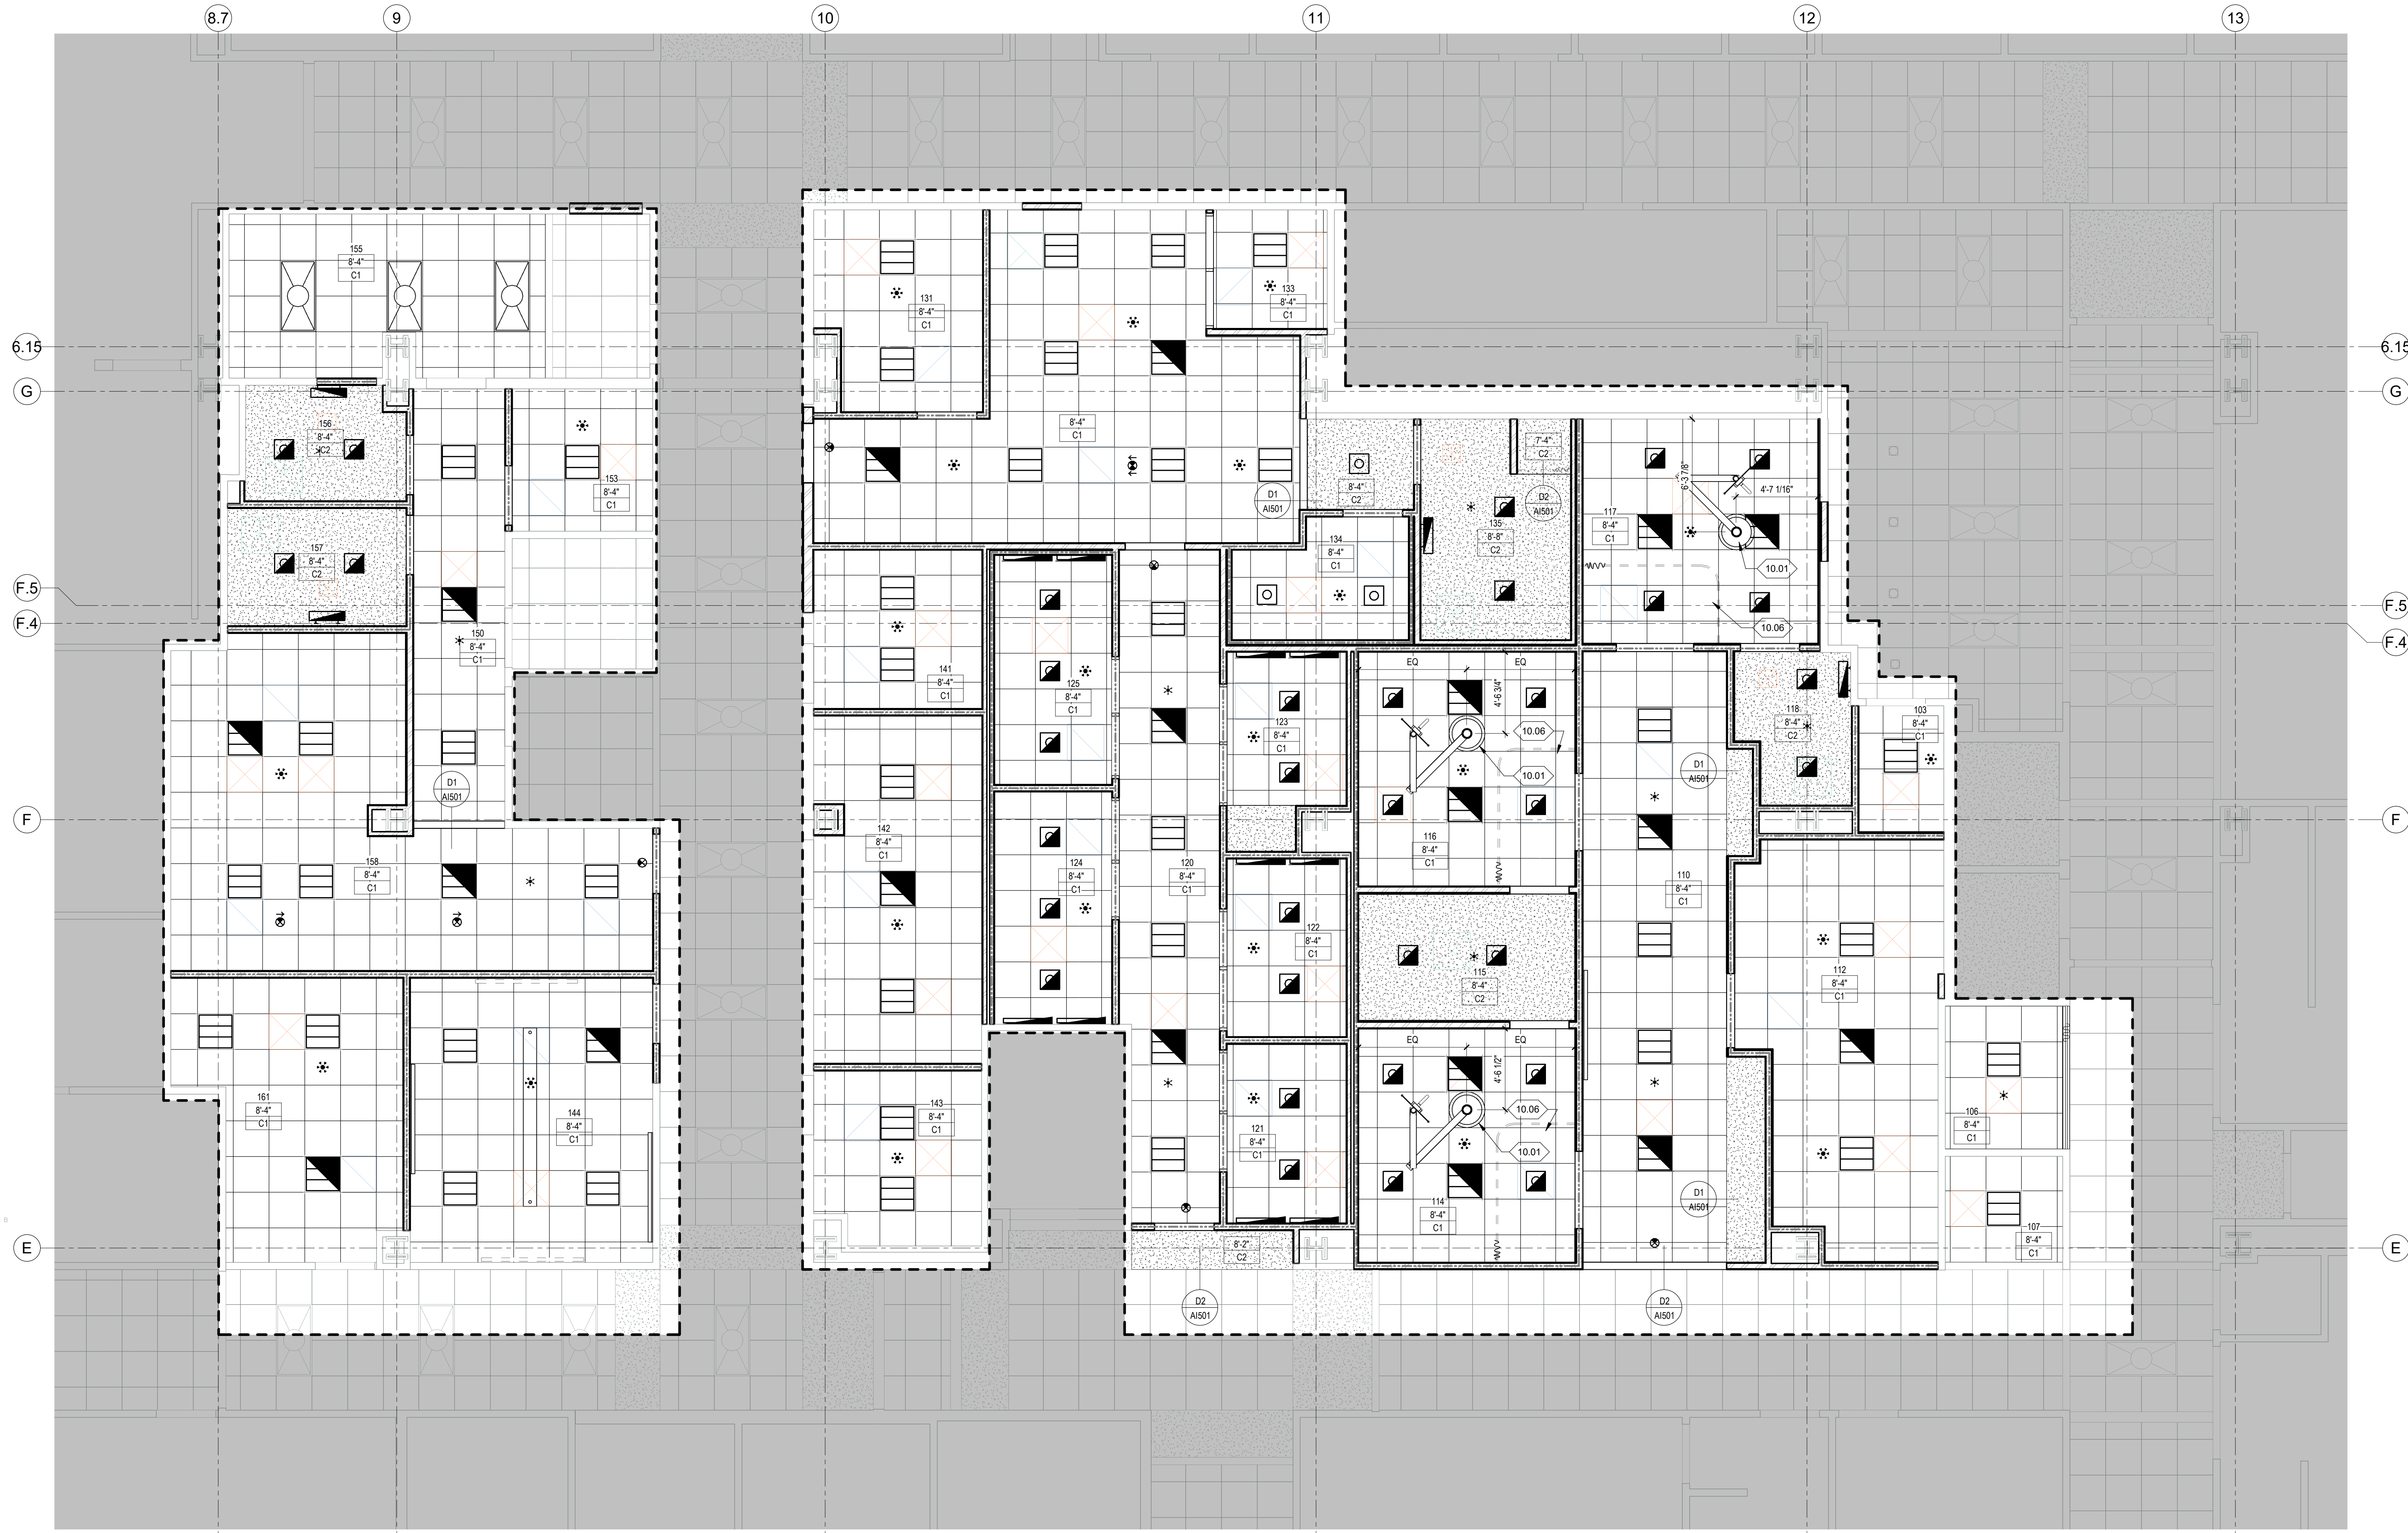 8.7
9
10
11
12
13
6.15
6.15
G
G
F.5
F.5
F.4
F.4
F
F
E
E
155
8'-4"
C1
131
8'-4"
C1
133
8'-4"
C1
156
8'-4"
C2
153
8'-4"
C1
157
8'-4"
C2
8'-4"
C1
8'-4"
C2
7'-4"
C2
D1
AI501
D2
AI501
134
8'-4"
C1
135
8'-8"
C2
117
8'-4"
C1
6'-3 7/8"
4'-7 1/16"
10.01
10.06
150
8'-4"
C1
D1
AI501
141
8'-4"
C1
125
8'-4"
C1
123
8'-4"
C1
EQ
EQ
4'-6 3/4"
10.06
10.01
116
8'-4"
C1
D1
AI501
118
8'-4"
C2
103
8'-4"
C1
158
8'-4"
C1
142
8'-4"
C1
124
8'-4"
C1
120
8'-4"
C1
110
8'-4"
C1
122
8'-4"
C1
115
8'-4"
C2
112
8'-4"
C1
EQ
EQ
4'-6 1/2"
10.06
10.01
161
8'-4"
C1
144
8'-4"
C1
143
8'-4"
C1
121
8'-4"
C1
114
8'-4"
C1
106
8'-4"
C1
D1
AI501
107
8'-4"
C1
8'-2"
C2
D2
AI501
D2
AI501